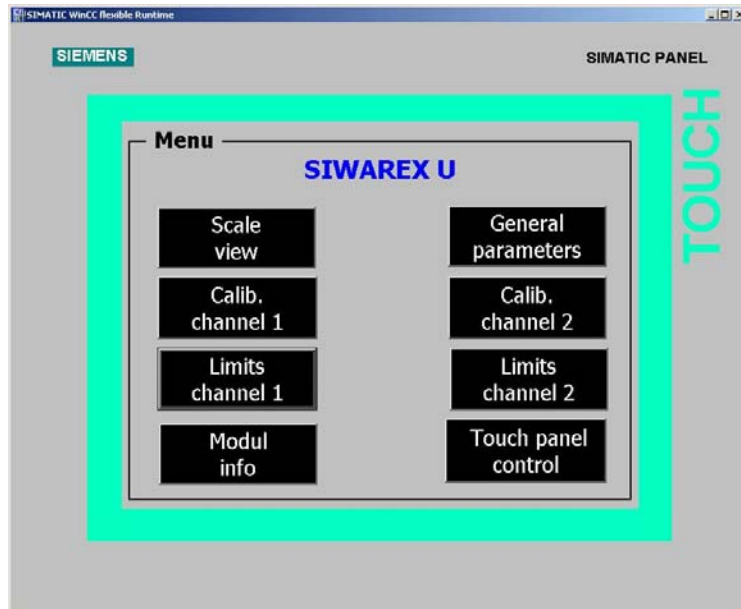 SIMATIC WinCC flexible Runtime
SIEMENS
SIMATIC PANEL
TOUCH
Menu
SIWAREX U
Scale
view
General
parameters
Calib.
channel 1
Calib.
channel 2
Limits
channel 1
Limits
channel 2
Modul
info
Touch panel
control